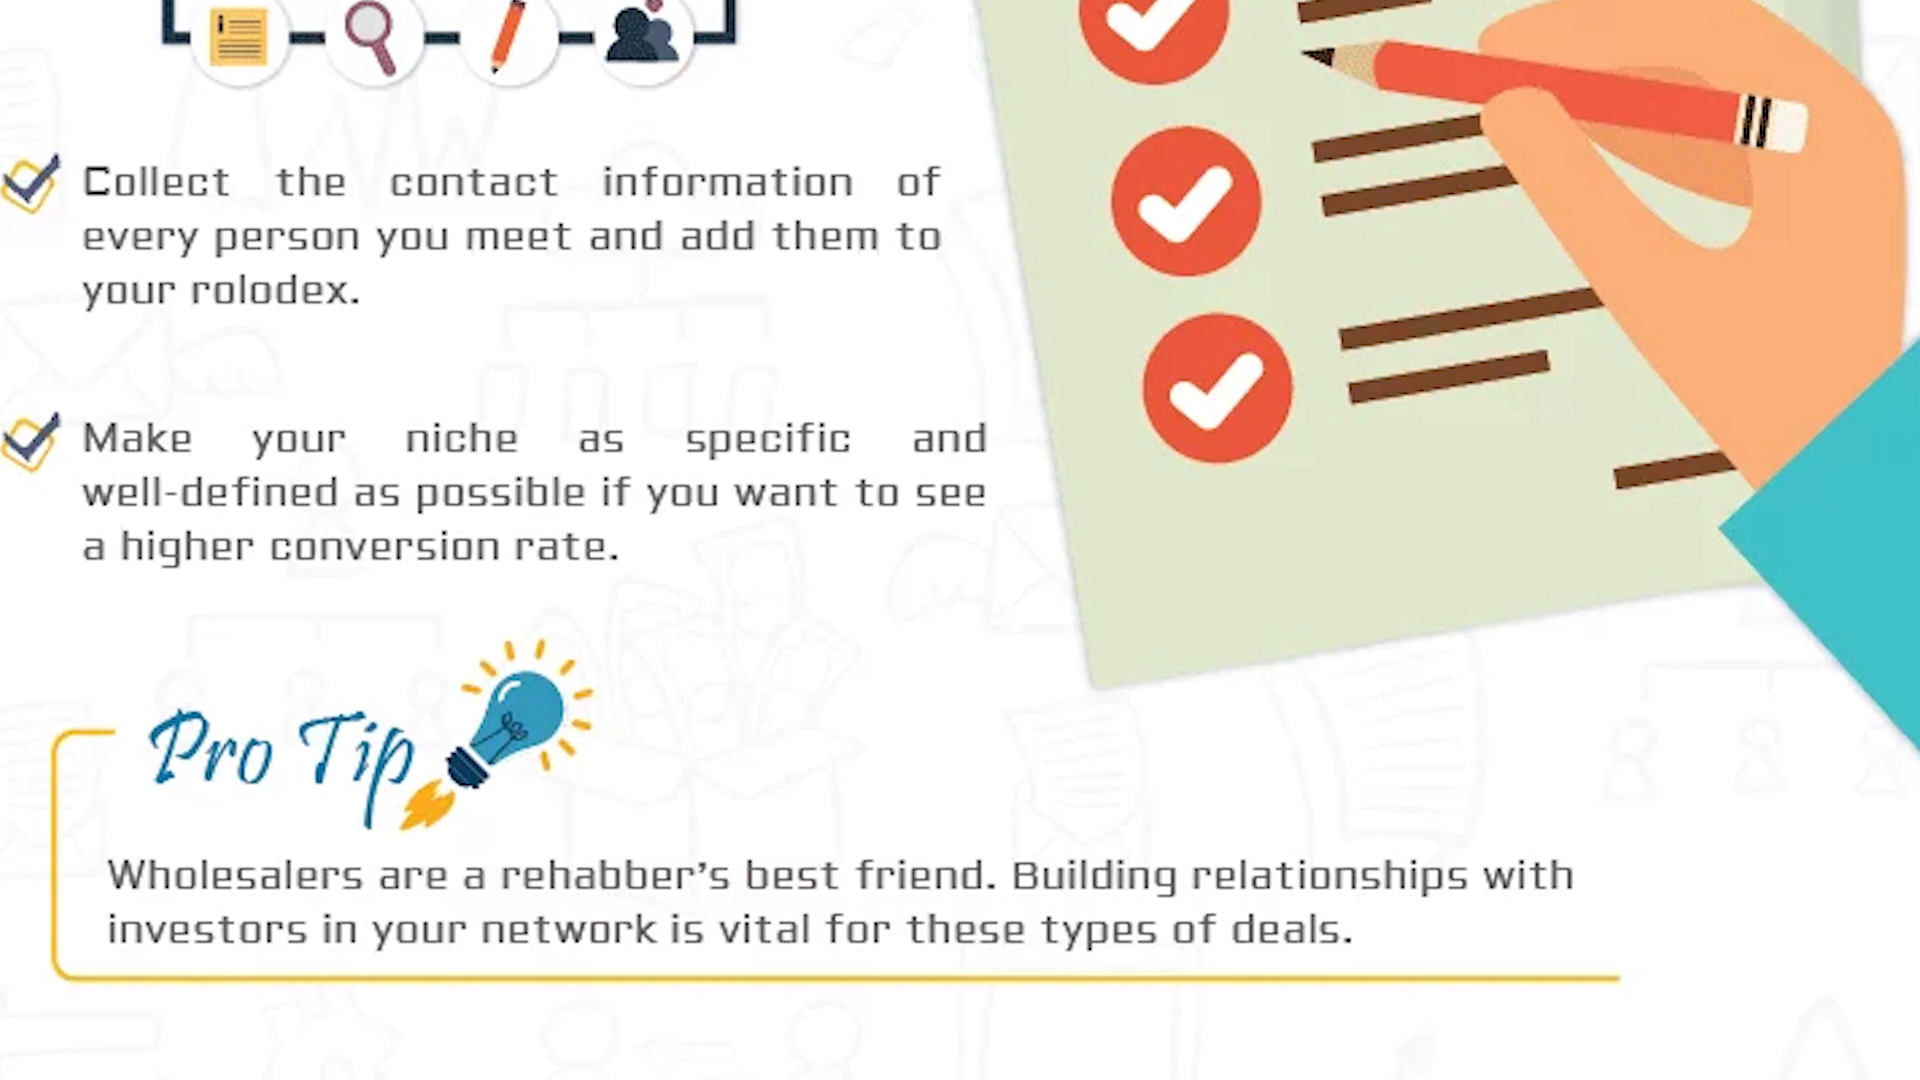 Collect the contact information of
every person you meet and add them to
your rolodex.
Make your niche as specific and
well-defined as possible if you want to see
a higher conversion rate.
Pro Tip
Wholesalers are a rehabber’s best friend. Building relationships with
investors in your network is vital for these types of deals.